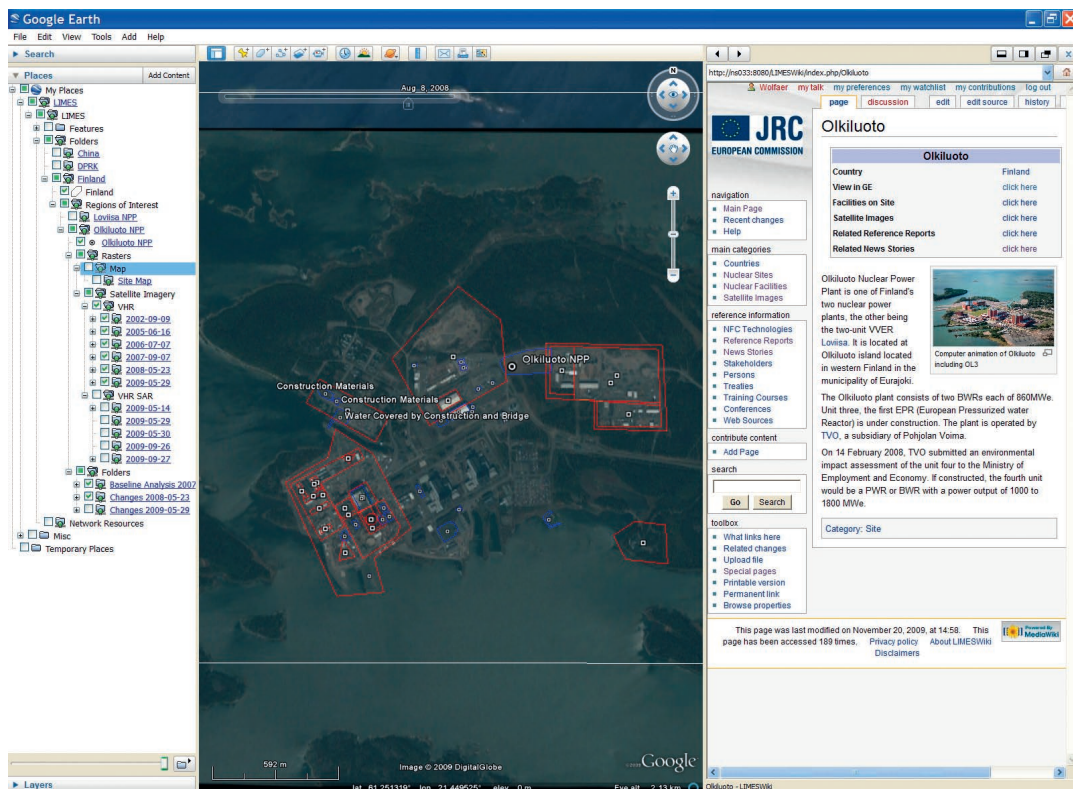 Google Earth
File Edit View Tools Add Help
Search
Places Add Content
My Places
LIMES
LIMES
Features
Folders
China
DPRK
Finland
Finland
Regions of Interest
Loviisa NPP
Olkiluoto NPP
Olkiluoto NPP
Rasters
Map
Site Map
Satellite Imagery
VHR
2002-09-09
2005-06-16
2006-07-07
2007-09-07
2008-05-23
2009-05-29
VHR SAR
2009-05-14
2009-05-29
2009-05-30
2009-09-26
2009-09-27
Folders
Baseline Analysis 2007
Changes 2008-05-23
Changes 2009-05-29
Network Resources
Misc
Temporary Places
Layers
Aug 8, 2008
N
Olkiluoto NPP
Construction Materials
Construction Materials
Water Covered by Construction and Bridge
592 m
Image © 2009 DigitalGlobe
Google
lat 61.251319° lon 21.449525° elev 0 m Eye alt 2.13 km
http://ns033:8080/LIMESWiki/index.php/Olkiluoto
Wolfaer my talk my preferences my watchlist my contributions log out
page discussion edit edit source history
JRC
EUROPEAN COMMISSION
navigation
Main Page
Recent changes
Help
main categories
Countries
Nuclear Sites
Nuclear Facilities
Satellite Images
reference information
NFC Technologies
Reference Reports
News Stories
Stakeholders
Persons
Treaties
Training Courses
Conferences
Web Sources
contribute content
Add Page
search
Go Search
toolbox
What links here
Related changes
Upload file
Special pages
Printable version
Permanent link
Browse properties
Olkiluoto
Olkiluoto
Country Finland
View in GE click here
Facilities on Site click here
Satellite Images click here
Related Reference Reports click here
Related News Stories click here
Olkiluoto Nuclear Power
Plant is one of Finland's
two nuclear power
plants, the other being
the two-unit VVER
Loviisa. It is located at
Olkiluoto island located
in western Finland in the
municipality of Eurajoki.
Computer animation of Olkiluoto
including OL3
The Olkiluoto plant consists of two BWRs each of 860MWe.
Unit three, the first EPR (European Pressurized water
Reactor) is under construction. The plant is operated by
TVO, a subsidiary of Pohjolan Voima.
On 14 February 2008, TVO submitted an environmental
impact assessment of the unit four to the Ministry of
Employment and Economy. If constructed, the fourth unit
would be a PWR or BWR with a power output of 1000 to
1800 MWe.
Category: Site
This page was last modified on November 20, 2009, at 14:58. This
page has been accessed 189 times. Privacy policy About LIMESWiki
Disclaimers
Powered By
MediaWiki
Olkiluoto - LIMESWiki